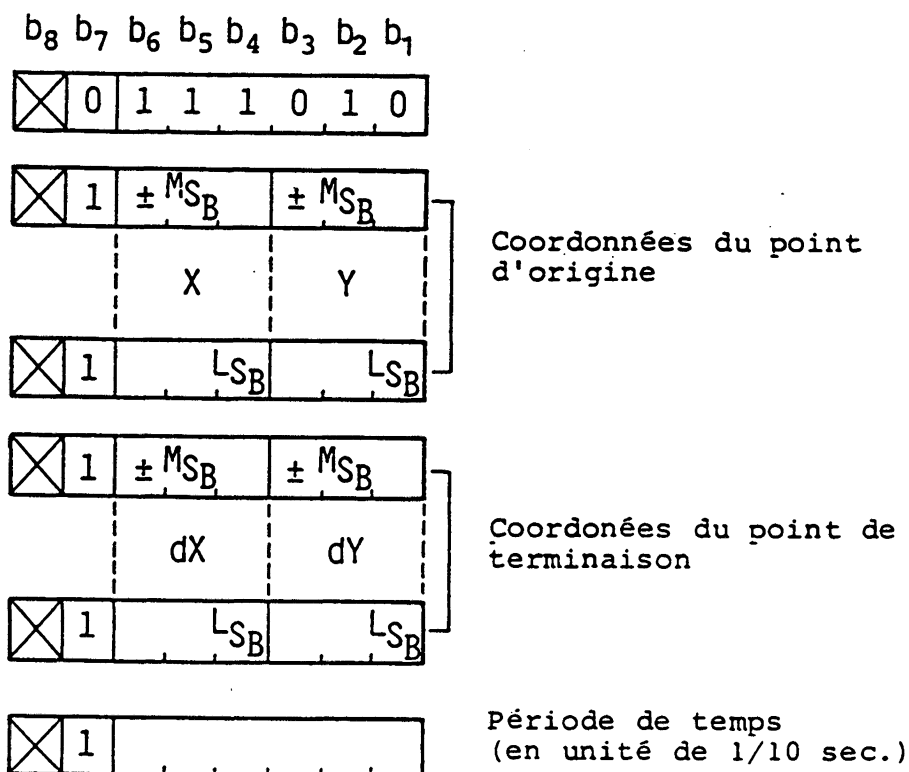 b8 b7 b6 b5 b4 b3 b2 b1
0 1 1 1 0 1 0
1 ± MSB ± MSB
Coordonnées du point
d'origine
X Y
1 LSB LSB
1 ± MSB ± MSB
Coordonées du point de
terminaison
dX dY
1 LSB LSB
Période de temps
1
(en unité de 1/10 sec.)